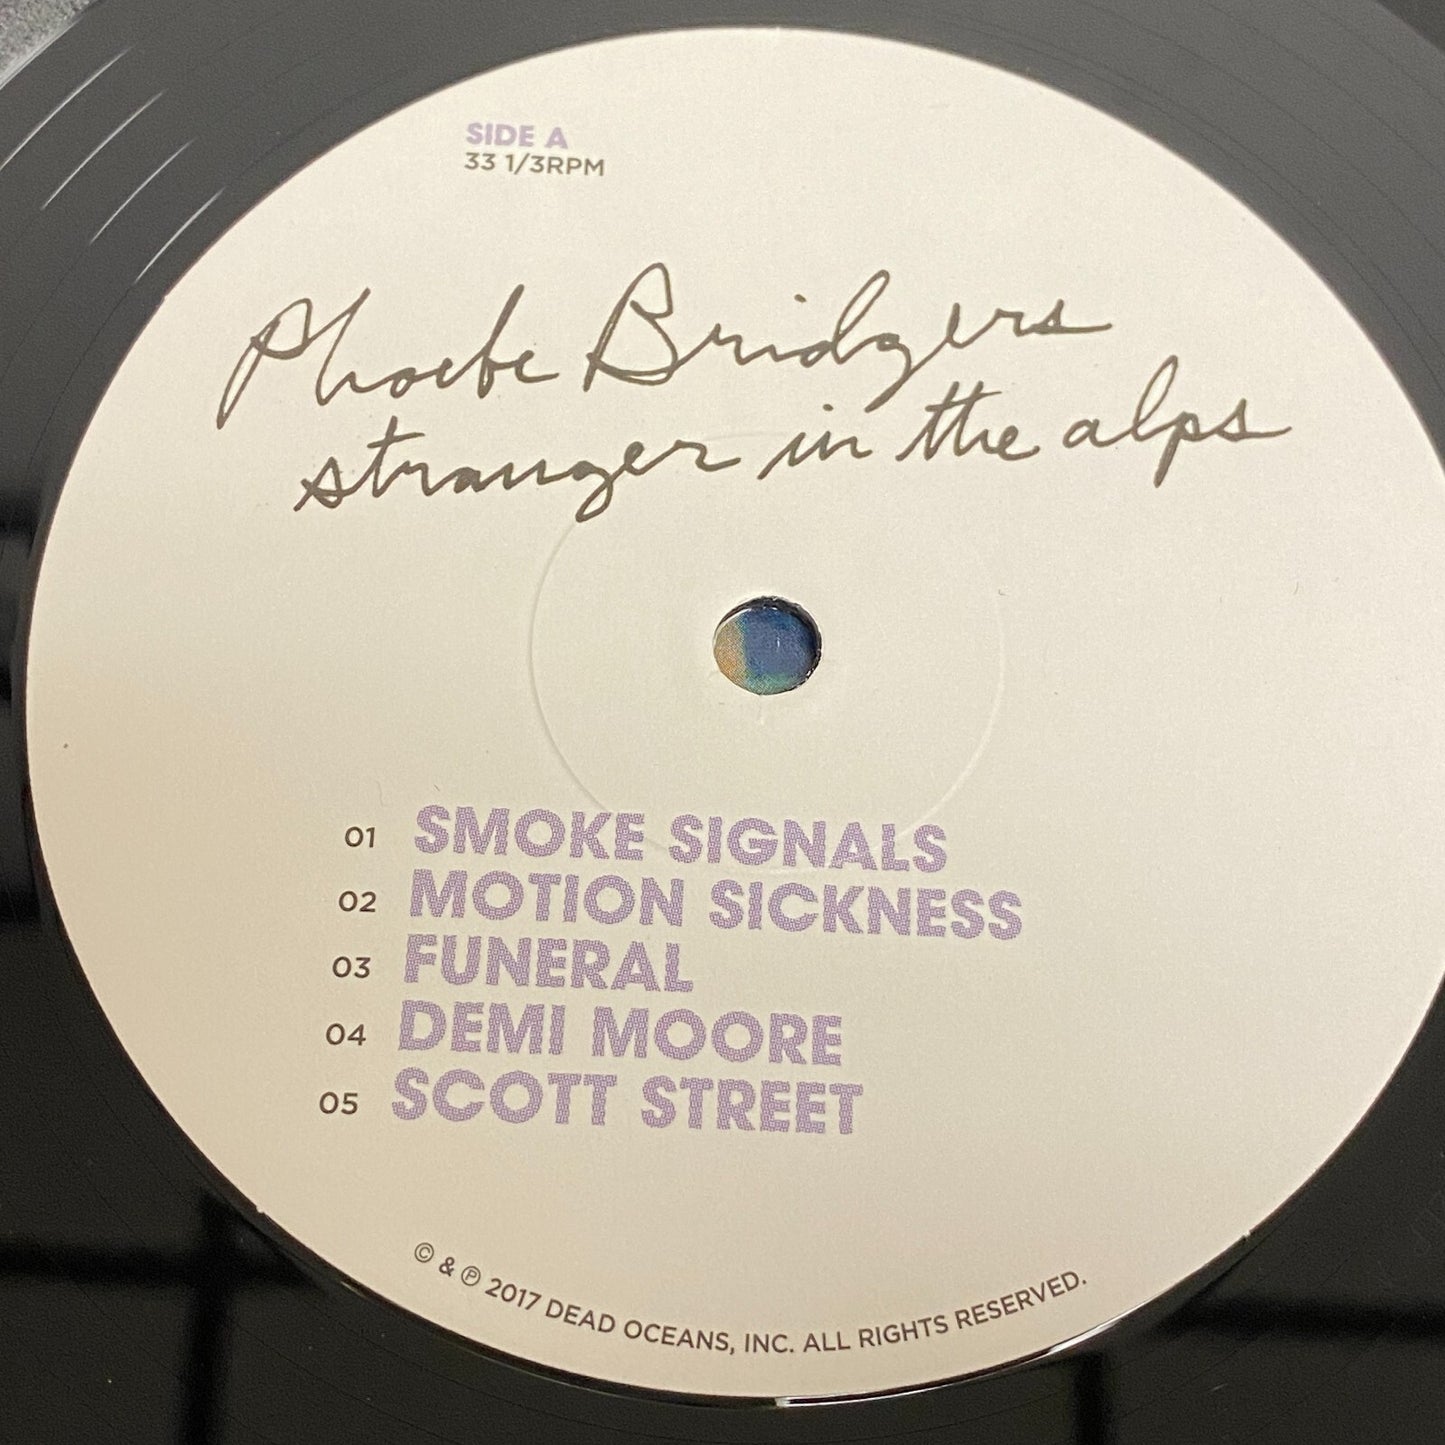 SIDE A
33 1/3RPM
Phoebe Bridgers
stranger in the alps
01 SMOKE SIGNALS
02 MOTION SICKNESS
03 FUNERAL
04 DEMI MOORE
05 SCOTT STREET
© & ℗ 2017 DEAD OCEANS, INC. ALL RIGHTS RESERVED.